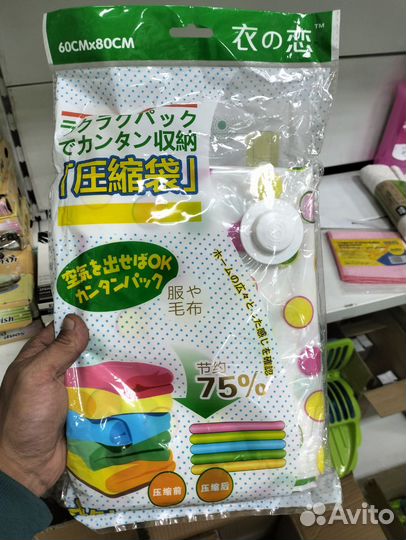 60CMx80CM
衣の恋™
ラクラクパック
でカンタン収納
「圧縮袋」
空気を出せばOK
カンタンパック
服や
毛布
节约
75%
压缩前
压缩后
Avito